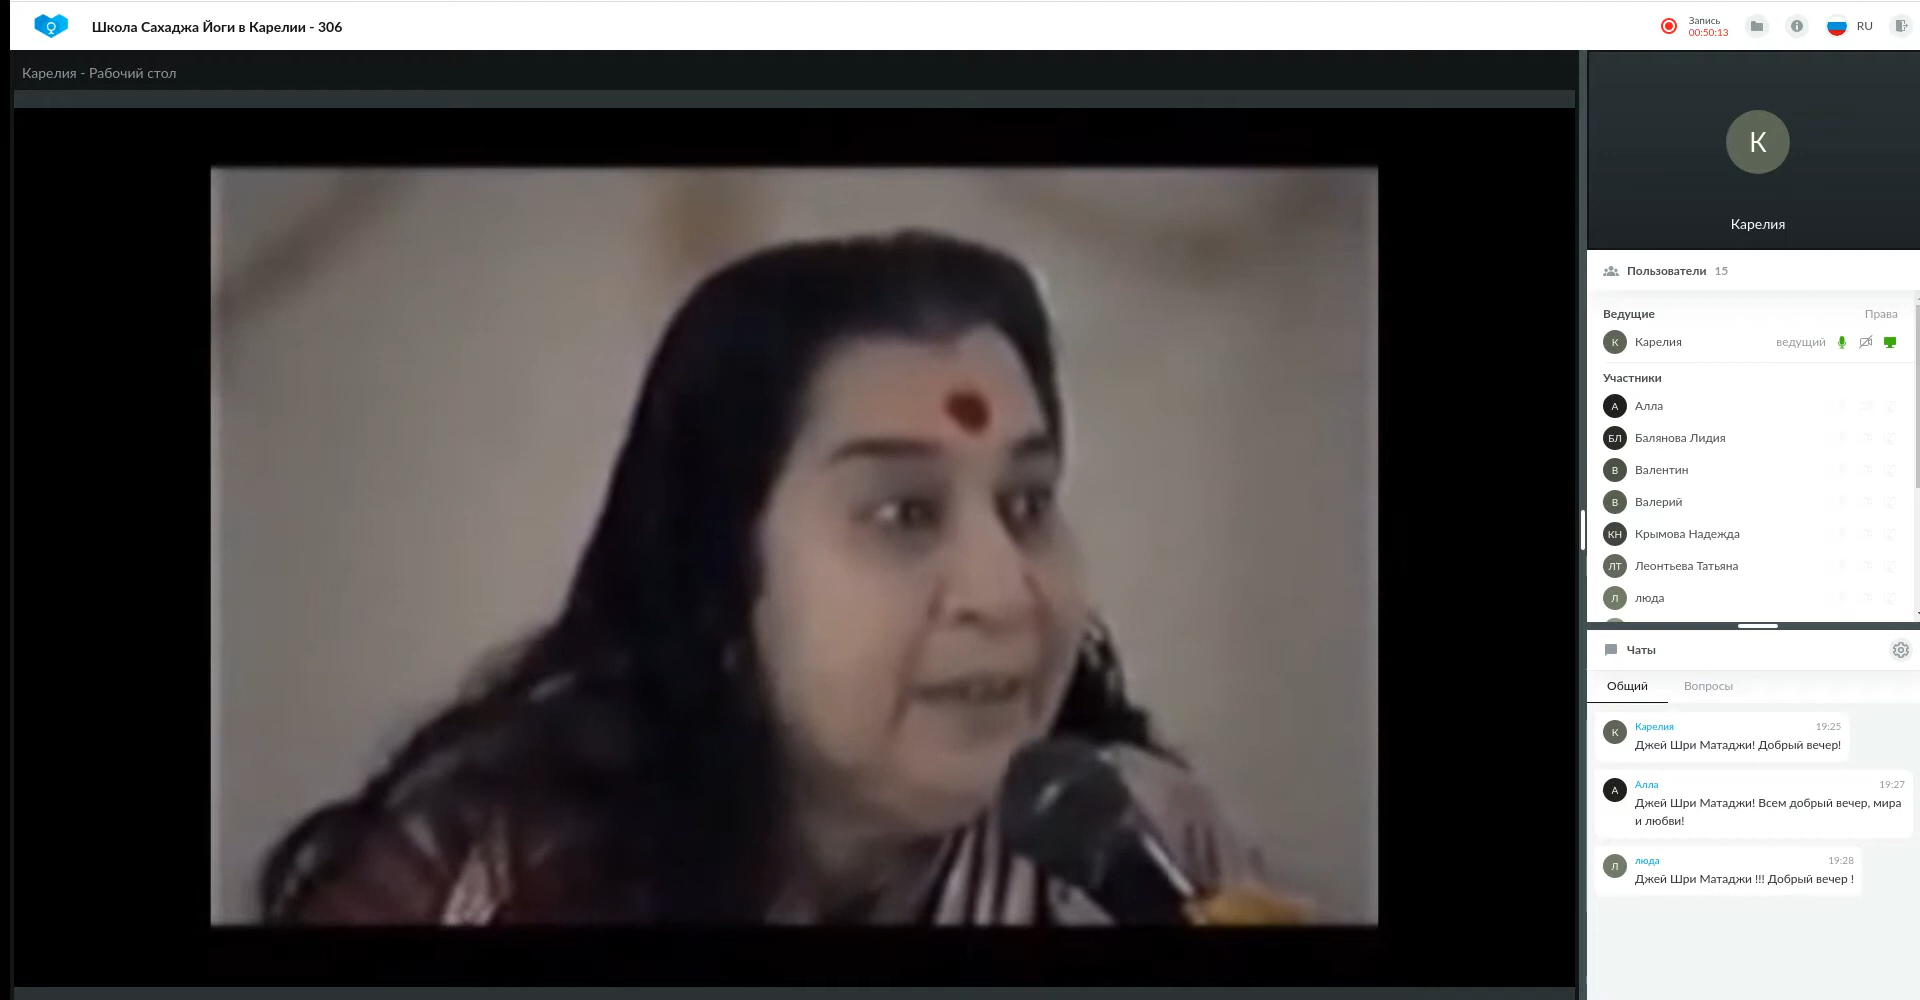 Школа Сахаджа Йоги в Карелии - 306
Запись
00:50:13
RU
Карелия - Рабочий стол
К
Карелия
Пользователи 15
Ведущие Права
К Карелия ведущий
Участники
А Алла
БЛ Балянова Лидия
В Валентин
В Валерий
КН Крымова Надежда
ЛТ Леонтьева Татьяна
Л люда
Чаты
Общий Вопросы
К Карелия 19:25
Джей Шри Матаджи! Добрый вечер!
А Алла 19:27
Джей Шри Матаджи! Всем добрый вечер, мира
и любви!
Л люда 19:28
Джей Шри Матаджи !!! Добрый вечер !